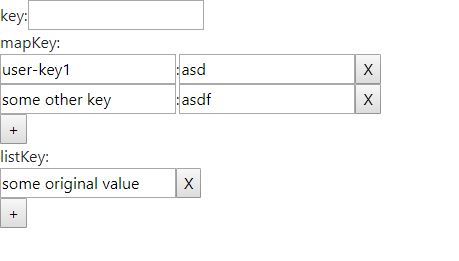 key:
mapKey:
user-key1 :asd X
some other key :asdf X
+
listKey:
some original value X
+